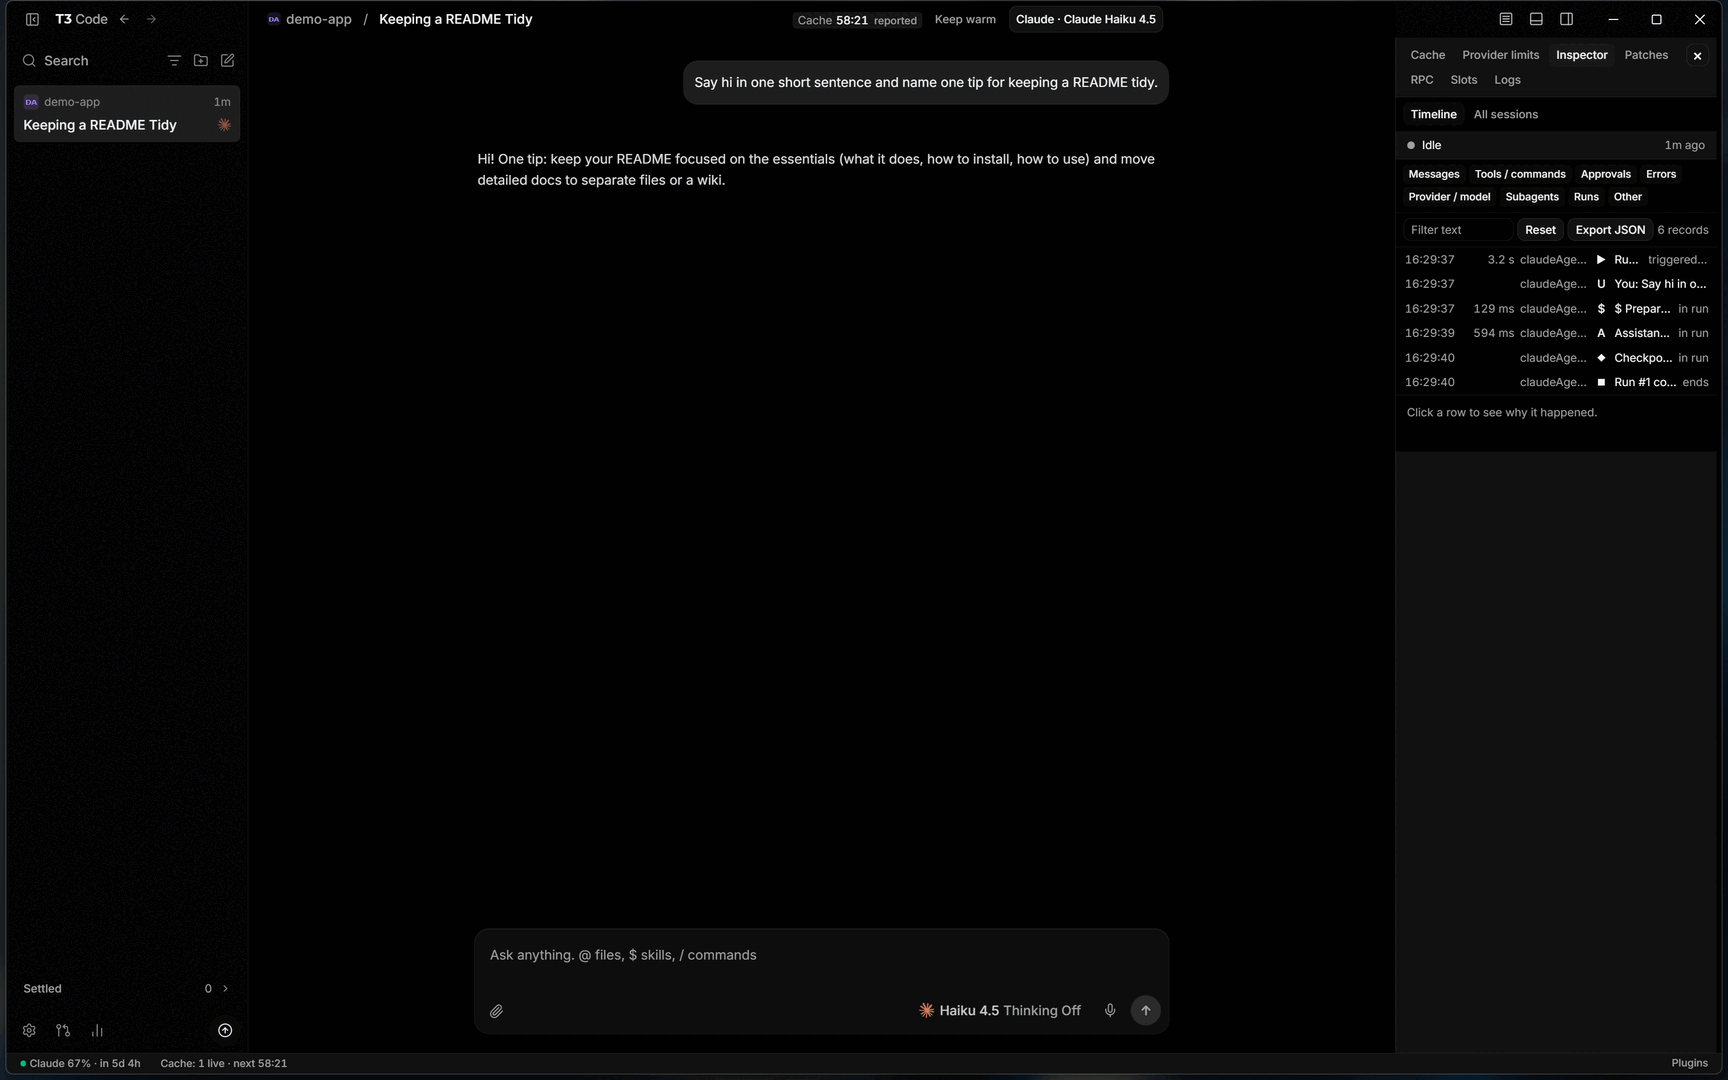 T3 Code
DA demo-app / Keeping a README Tidy
Cache 58:21 reported
Keep warm
Claude · Claude Haiku 4.5
Search
DA demo-app 1m
Keeping a README Tidy
Say hi in one short sentence and name one tip for keeping a README tidy.
Hi! One tip: keep your README focused on the essentials (what it does, how to install, how to use) and move
detailed docs to separate files or a wiki.
Cache Provider limits Inspector Patches
RPC Slots Logs
Timeline All sessions
Idle 1m ago
Messages Tools / commands Approvals Errors
Provider / model Subagents Runs Other
Filter text Reset Export JSON 6 records
16:29:37 3.2 s claudeAge... ▶ Ru... triggered...
16:29:37 claudeAge... U You: Say hi in o...
16:29:37 129 ms claudeAge... $ $ Prepar... in run
16:29:39 594 ms claudeAge... A Assistan... in run
16:29:40 claudeAge... ◆ Checkpo... in run
16:29:40 claudeAge... ■ Run #1 co... ends
Click a row to see why it happened.
Ask anything. @ files, $ skills, / commands
Haiku 4.5 Thinking Off
Settled 0
Claude 67% · in 5d 4h Cache: 1 live · next 58:21
Plugins